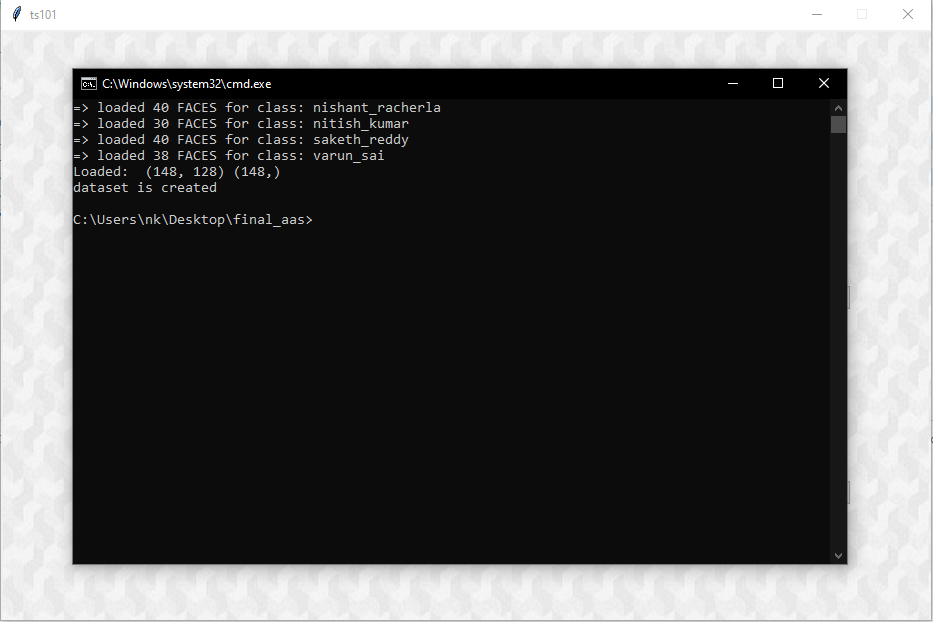 ts101
C:\Windows\system32\cmd.exe
=> loaded 40 FACES for class: nishant_racherla
=> loaded 30 FACES for class: nitish_kumar
=> loaded 40 FACES for class: saketh_reddy
=> loaded 38 FACES for class: varun_sai
Loaded:  (148, 128) (148,)
dataset is created
C:\Users\nk\Desktop\final_aas>